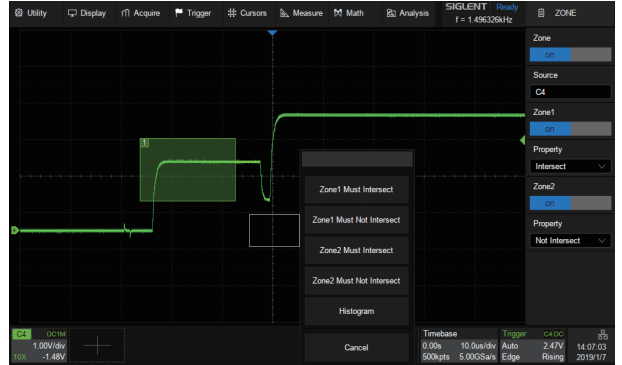 Utility Display Acquire Trigger Cursors Measure Math Analysis SIGLENT Ready
f = 1.496326kHz
ZONE
Zone
on
Source
C4
Zone1
on
Property
Intersect
Zone2
on
Property
Not Intersect
1
Zone1 Must Intersect
Zone1 Must Not Intersect
Zone2 Must Intersect
Zone2 Must Not Intersect
Histogram
Cancel
C4 DC1M
1.00V/div
10X -1.48V
Timebase
0.00s 10.0us/div
500kpts 5.00GSa/s
Trigger C4 DC
Auto 2.47V
Edge Rising
14:07:03
2019/1/7